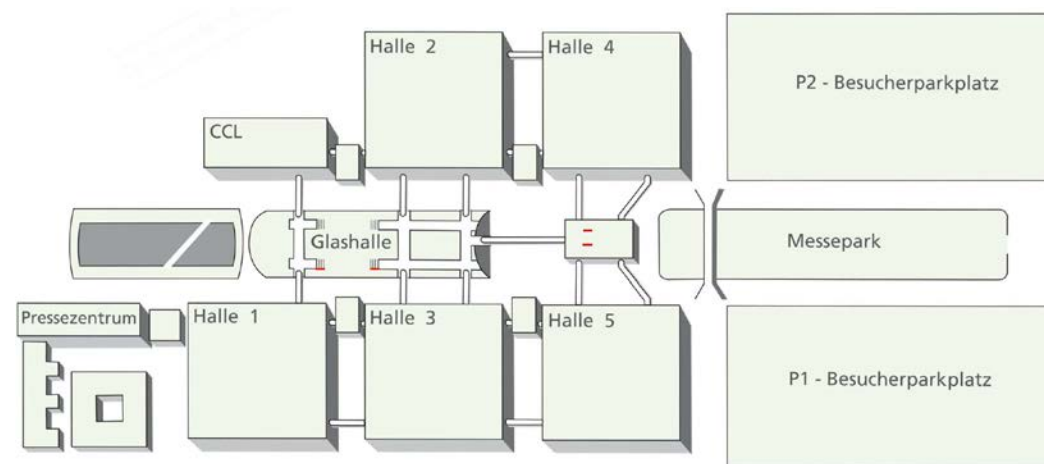 Halle 2
Halle 4
P2 - Besucherparkplatz
CCL
Glashalle
Messepark
Pressezentrum
Halle 1
Halle 3
Halle 5
P1 - Besucherparkplatz